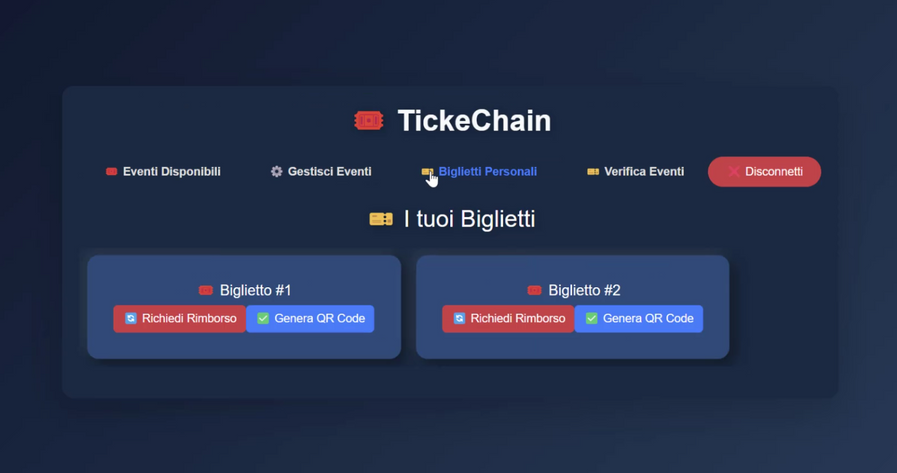 TickeChain
Eventi Disponibili
Gestisci Eventi
Biglietti Personali
Verifica Eventi
Disconnetti
I tuoi Biglietti
Biglietto #1
Richiedi Rimborso
Genera QR Code
Biglietto #2
Richiedi Rimborso
Genera QR Code